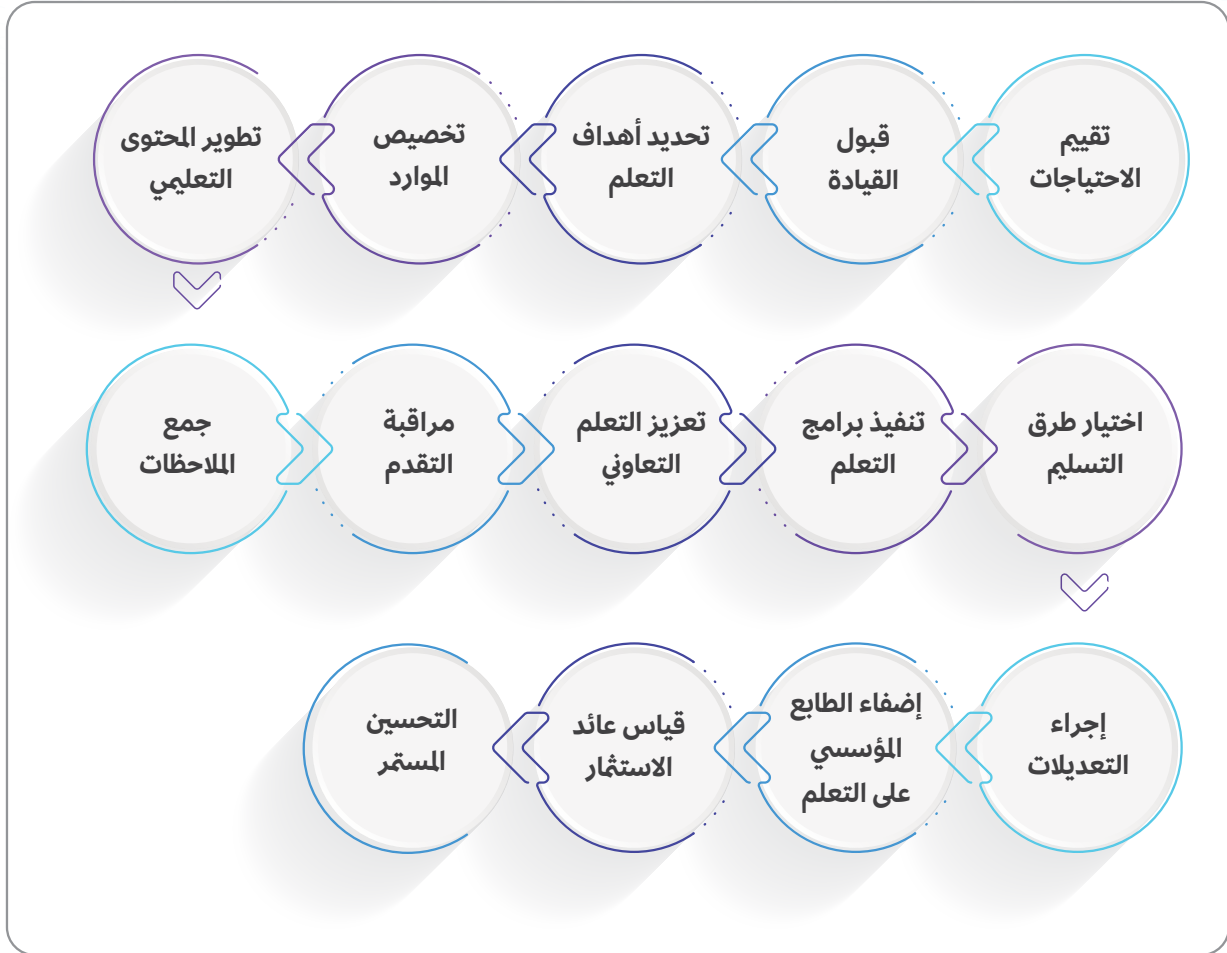 تقييم
الاحتياجات
قبول
القيادة
تحديد أهداف
التعلم
تخصيص
الموارد
تطوير المحتوى
التعليمي
اختيار طرق
التسليم
تنفيذ برامج
التعلم
تعزيز التعلم
التعاوني
مراقبة
التقدم
جمع
الملاحظات
إجراء
التعديلات
إضفاء الطابع
المؤسسي
على التعلم
قياس عائد
الاستثمار
التحسين
المستمر